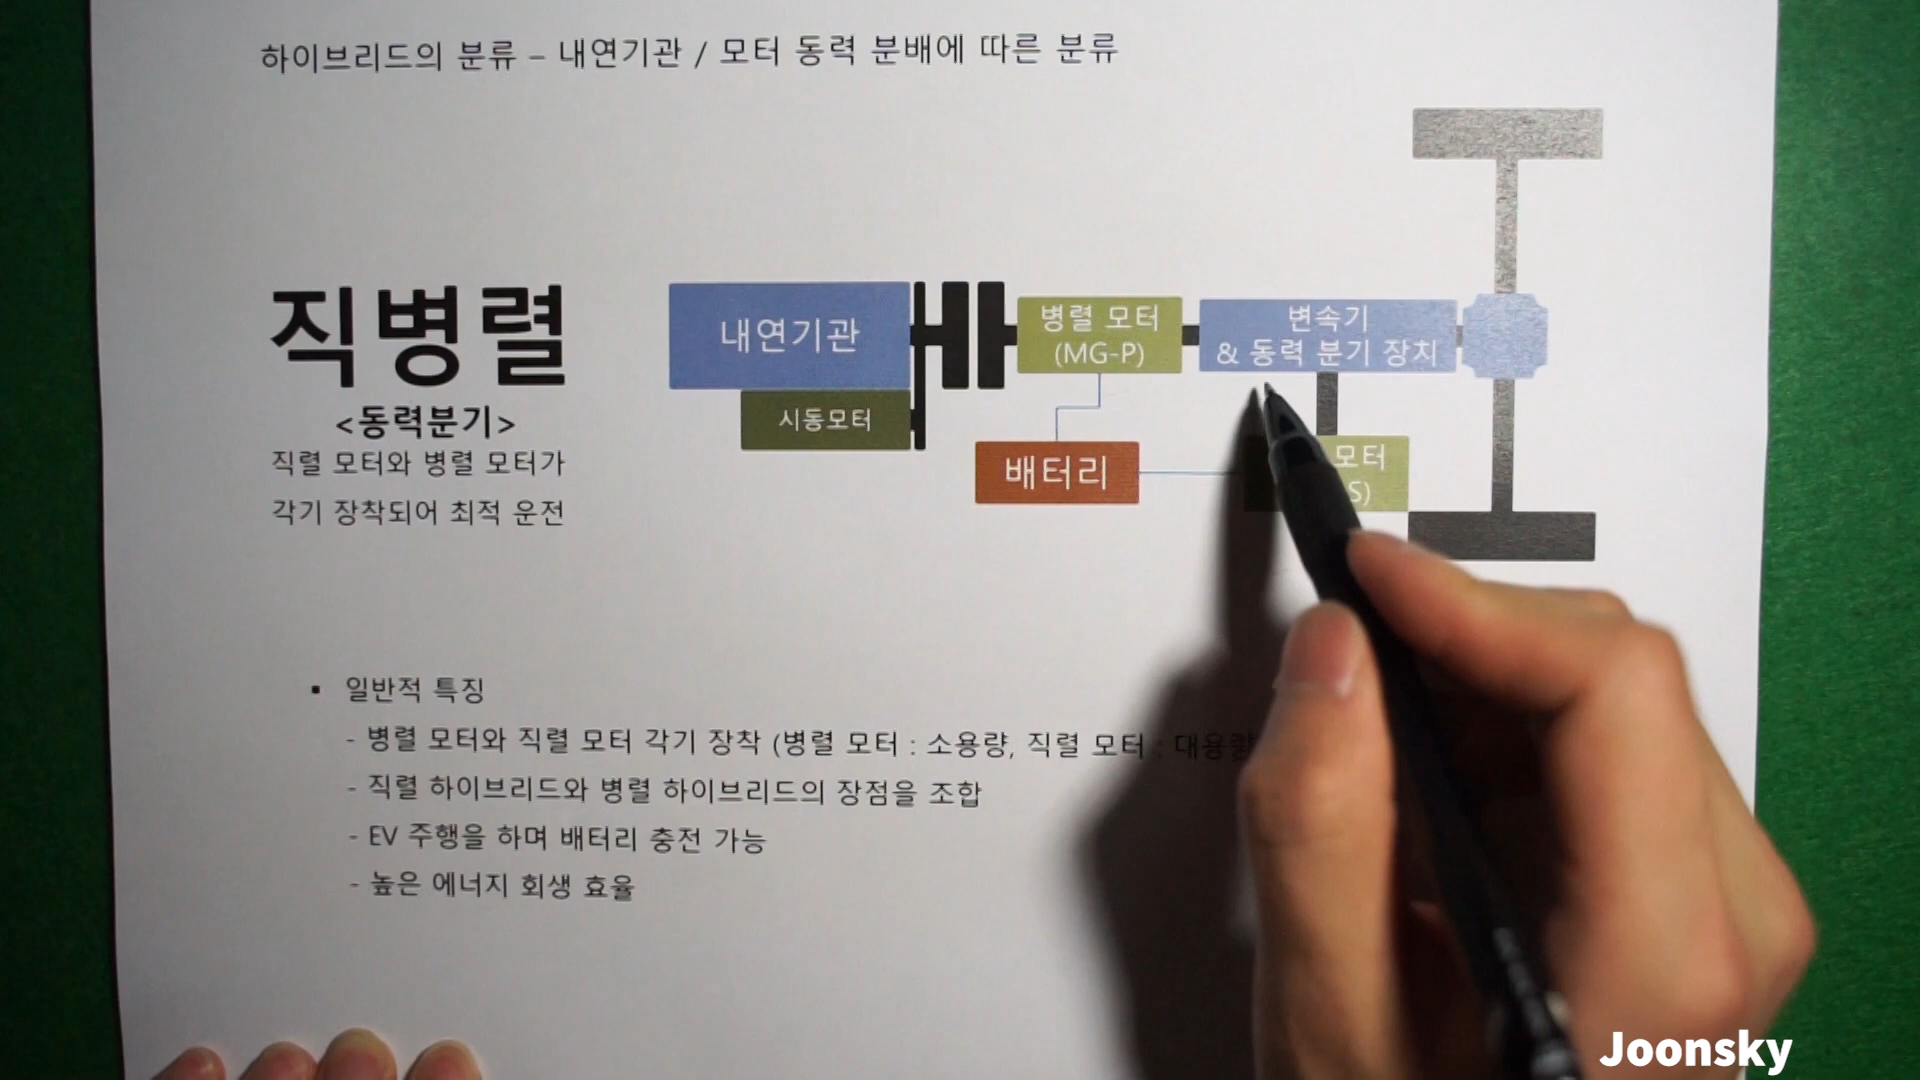 하이브리드의 분류 – 내연기관 / 모터 동력 분배에 따른 분류
직병렬
<동력분기>
직렬 모터와 병렬 모터가
각기 장착되어 최적 운전
내연기관
시동모터
병렬 모터
(MG-P)
변속기
& 동력 분기 장치
배터리
모터
S)
▪ 일반적 특징
- 병렬 모터와 직렬 모터 각기 장착 (병렬 모터 : 소용량, 직렬 모터 : 대용량
- 직렬 하이브리드와 병렬 하이브리드의 장점을 조합
- EV 주행을 하며 배터리 충전 가능
- 높은 에너지 회생 효율
Joonsky